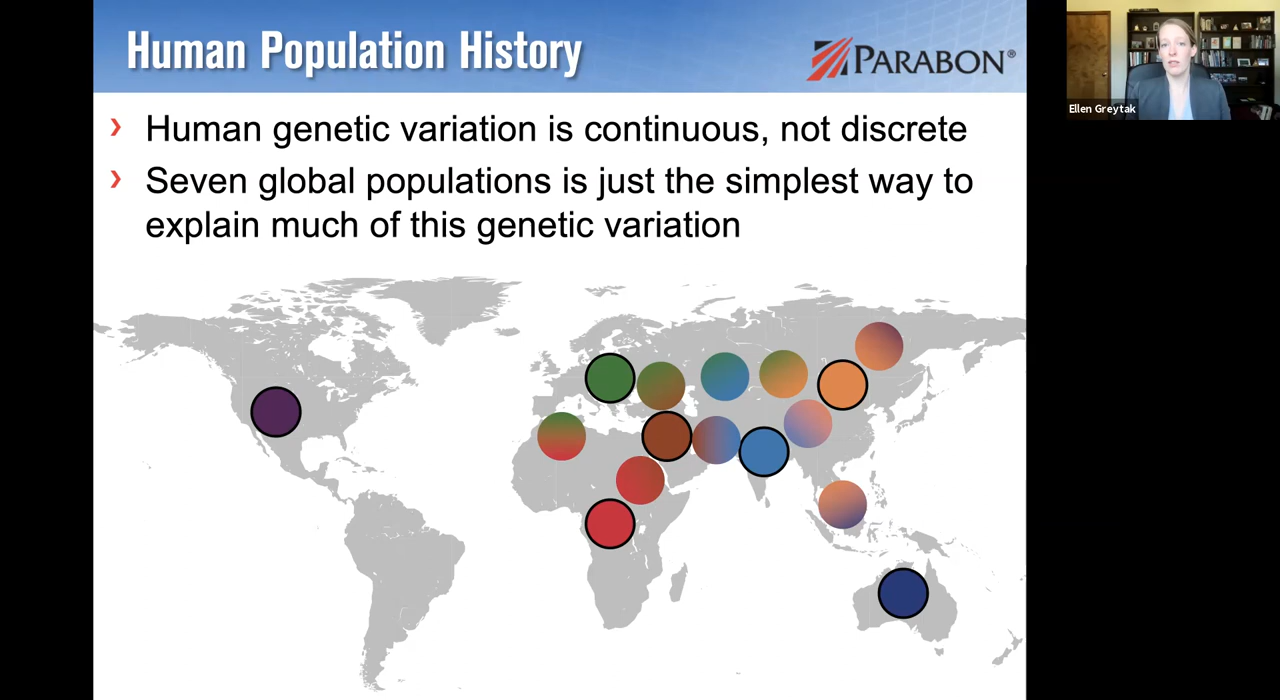 Human Population History
PARABON®
Ellen Greytak
› Human genetic variation is continuous, not discrete
› Seven global populations is just the simplest way to
explain much of this genetic variation